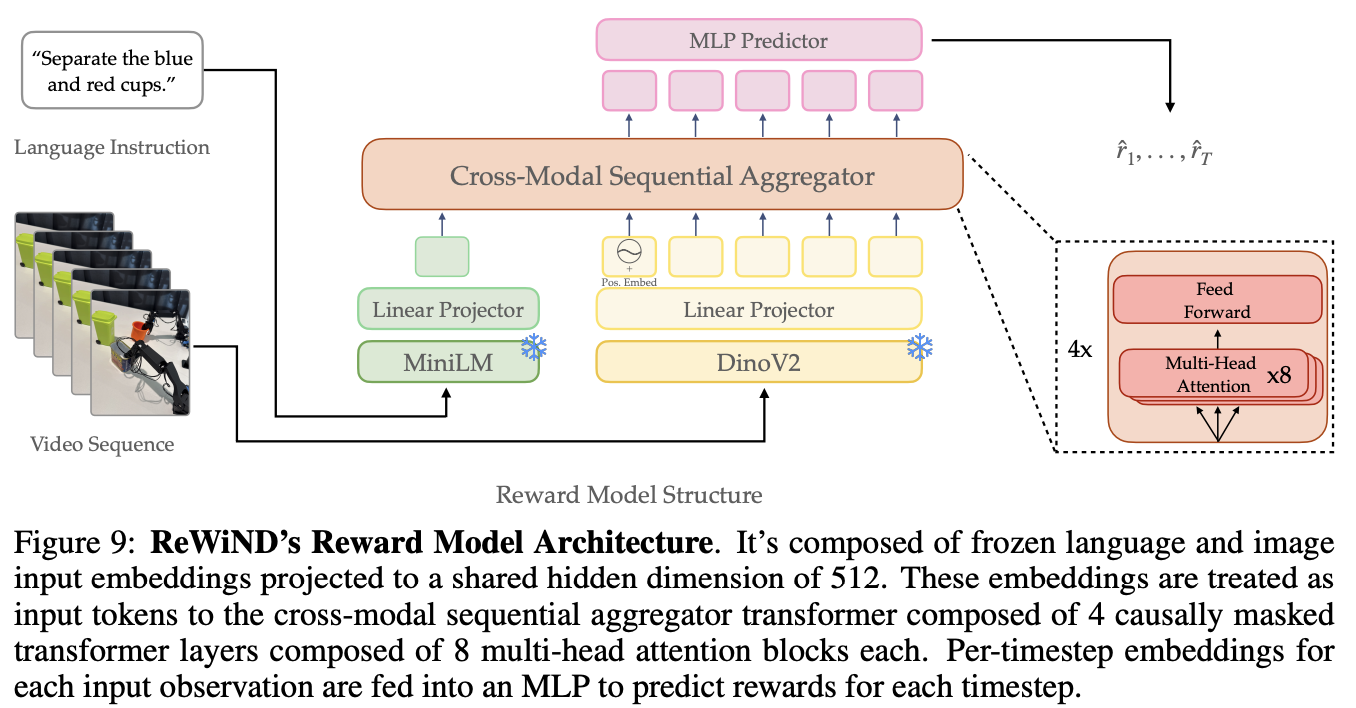 “Separate the blue
and red cups.”
Language Instruction
Video Sequence
MLP Predictor
Cross-Modal Sequential Aggregator
+
Pos. Embed
Linear Projector
Linear Projector
MiniLM
DinoV2
r̂₁, . . . , r̂_T
4x
Feed
Forward
Multi-Head
Attention x8
Reward Model Structure
Figure 9: ReWiND’s Reward Model Architecture. It’s composed of frozen language and image
input embeddings projected to a shared hidden dimension of 512. These embeddings are treated as
input tokens to the cross-modal sequential aggregator transformer composed of 4 causally masked
transformer layers composed of 8 multi-head attention blocks each. Per-timestep embeddings for
each input observation are fed into an MLP to predict rewards for each timestep.